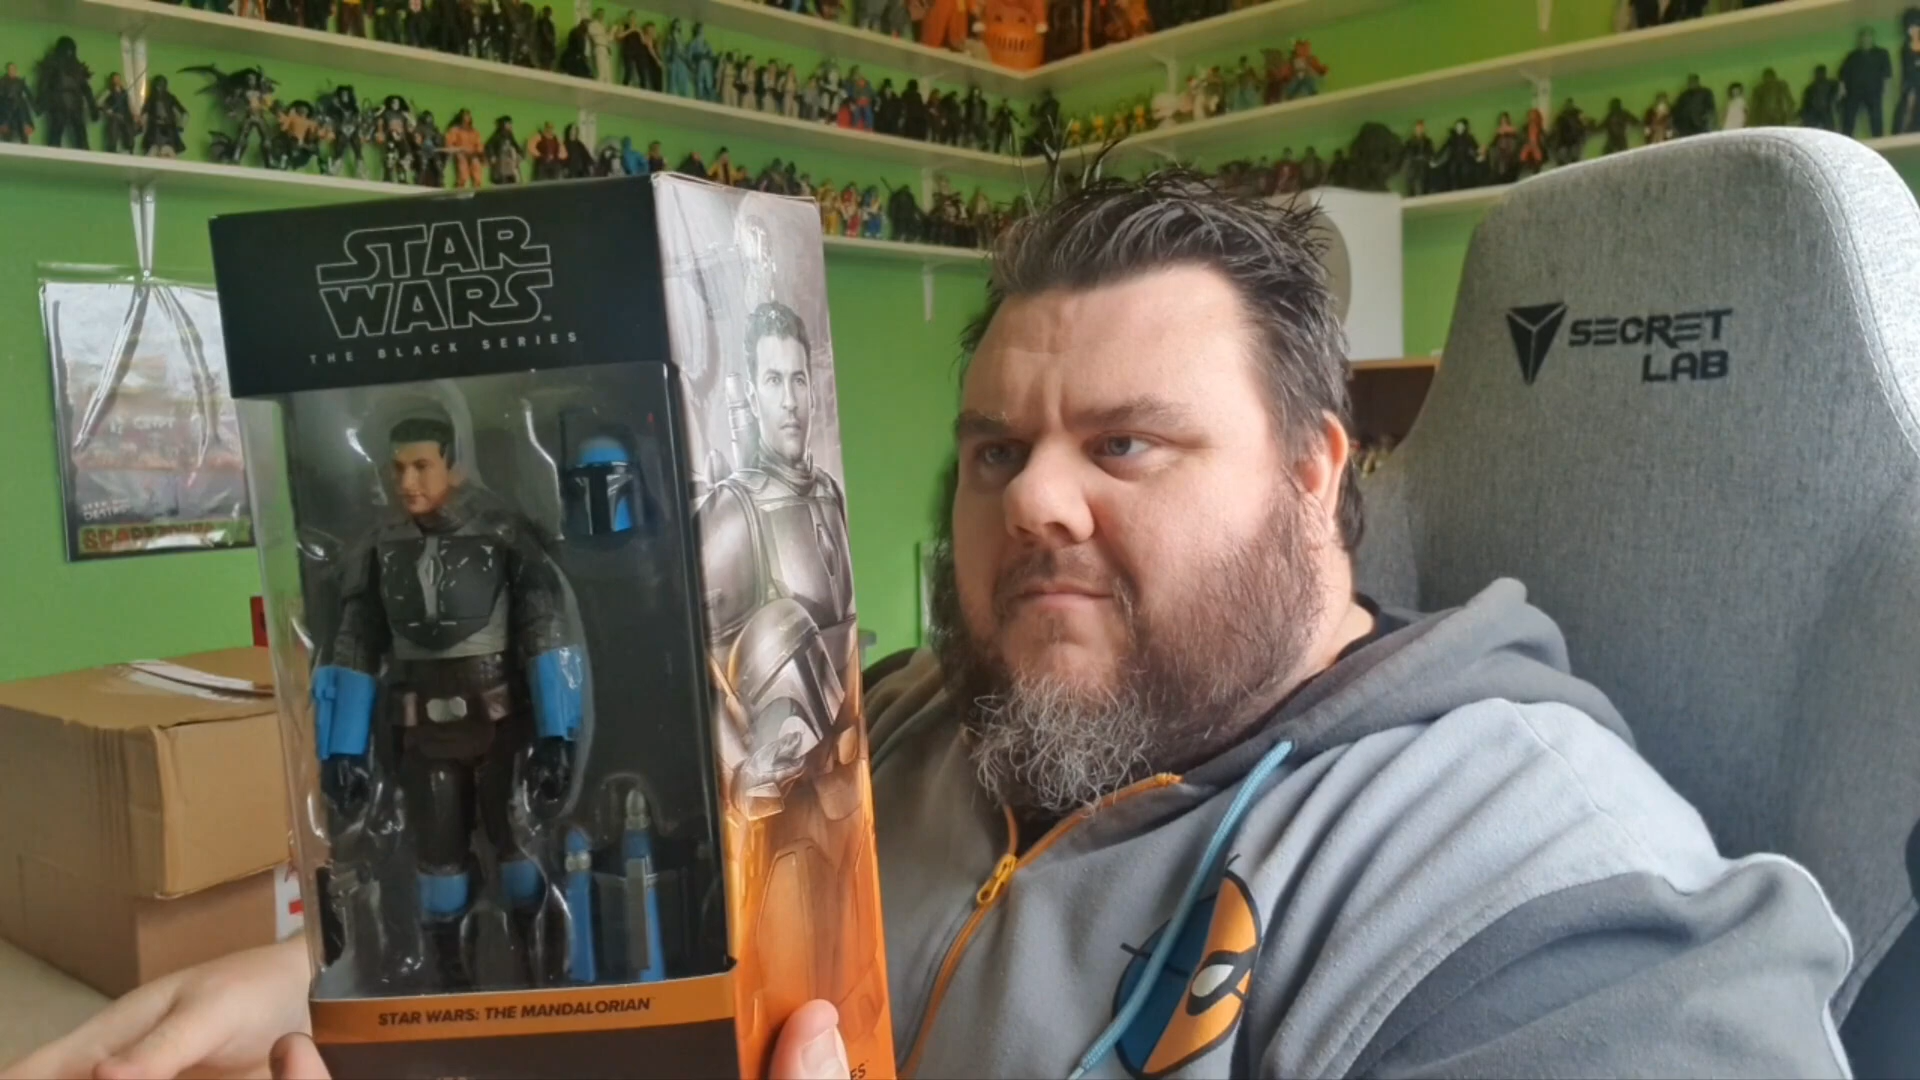 STAR
WARS
THE BLACK SERIES
STAR WARS: THE MANDALORIAN
SECRET
LAB